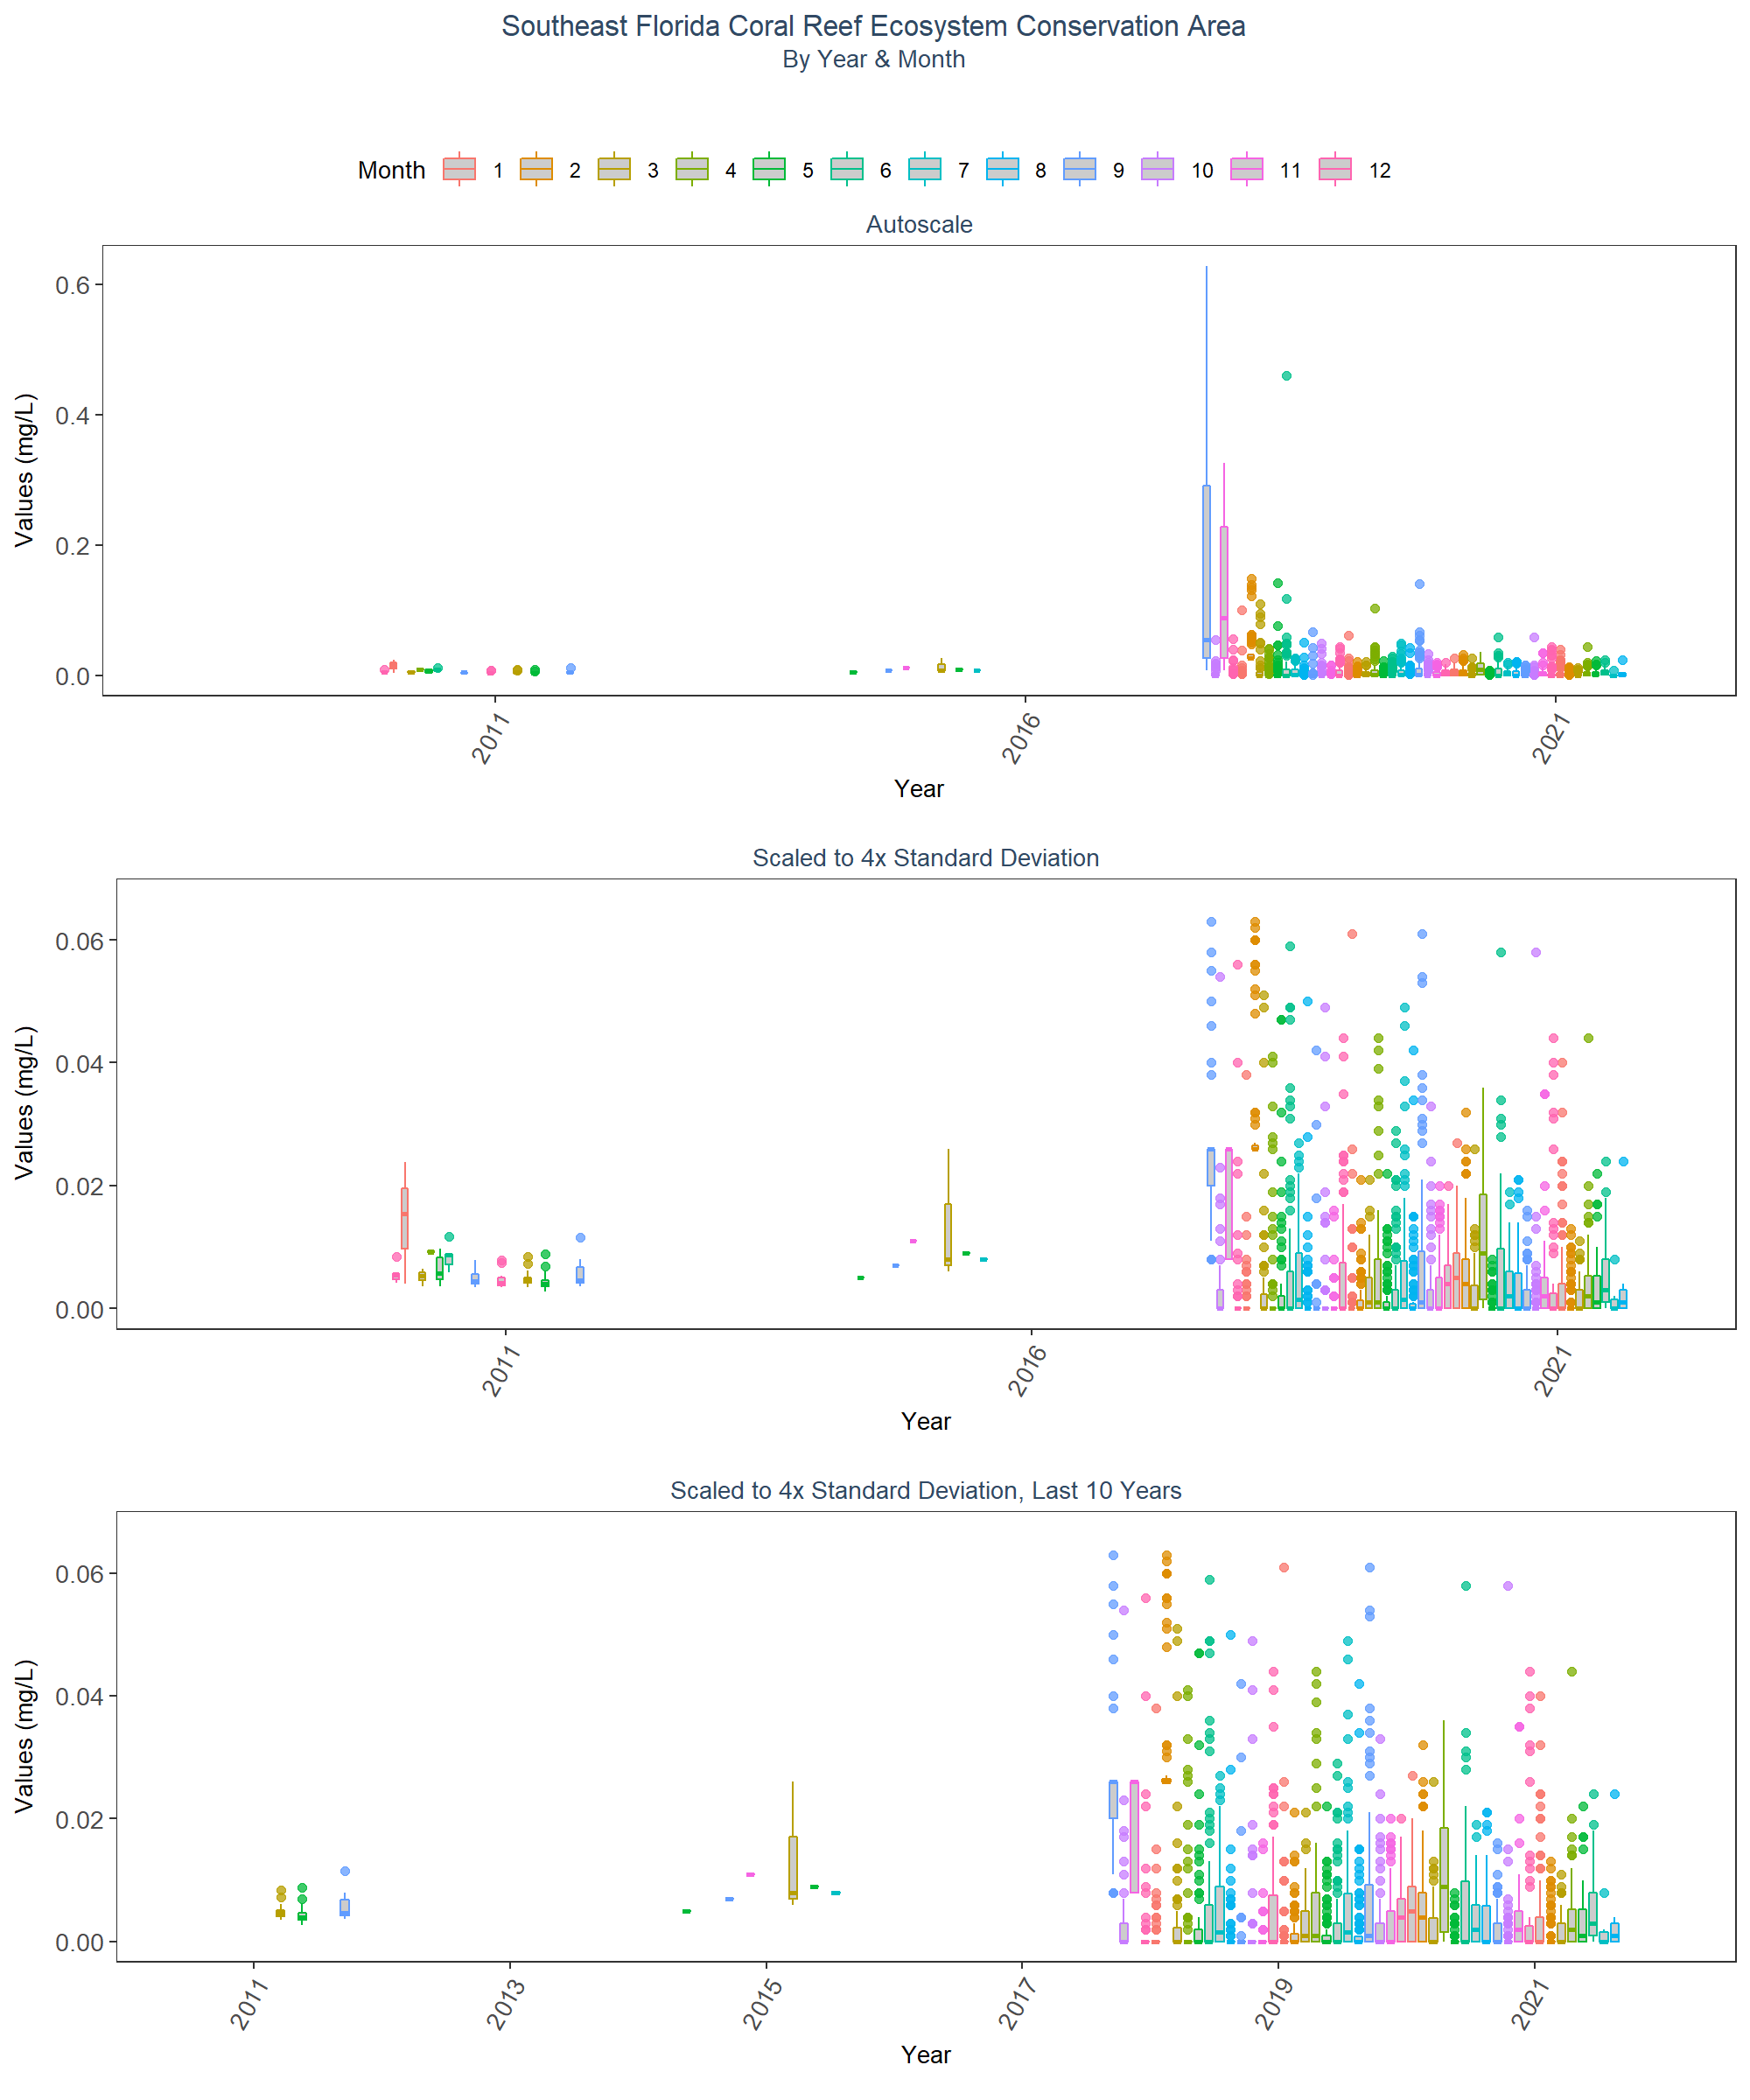 Southeast Florida Coral Reef Ecosystem Conservation Area
By Year & Month
Month 1 2 3 4 5 6 7 8 9 10 11 12
Autoscale
Values (mg/L)
0.6
0.4
0.2
0.0
2011 2016 2021
Year
Scaled to 4x Standard Deviation
Values (mg/L)
0.06
0.04
0.02
0.00
2011 2016 2021
Year
Scaled to 4x Standard Deviation, Last 10 Years
Values (mg/L)
0.06
0.04
0.02
0.00
2011 2013 2015 2017 2019 2021
Year